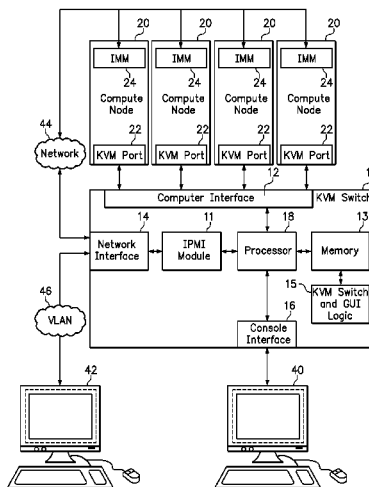 20 20 20 20
IMM IMM IMM IMM
24 24 24 24
Compute Node Compute Node Compute Node Compute Node
44
22 22 22 22
Network
KVM Port KVM Port KVM Port KVM Port
12
Computer Interface KVM Switch
14 11 18 13
Network Interface IPMI Module Processor Memory
46 15 KVM Switch and GUI Logic
16
VLAN
Console Interface
42 40